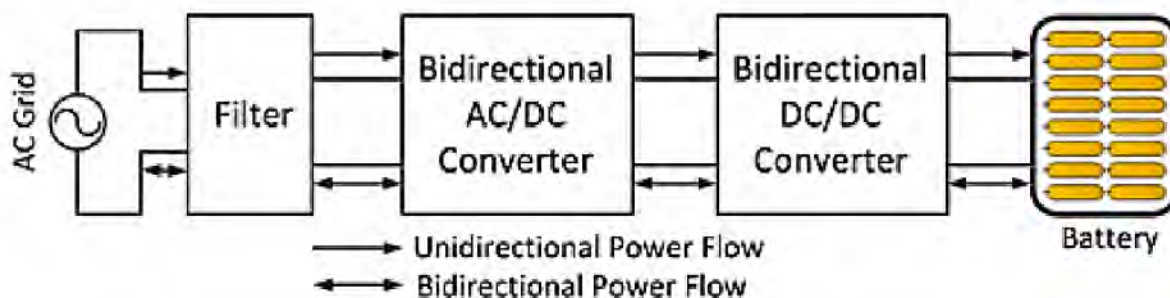 AC Grid
Filter
Bidirectional
AC/DC
Converter
Bidirectional
DC/DC
Converter
Battery
Unidirectional Power Flow
Bidirectional Power Flow